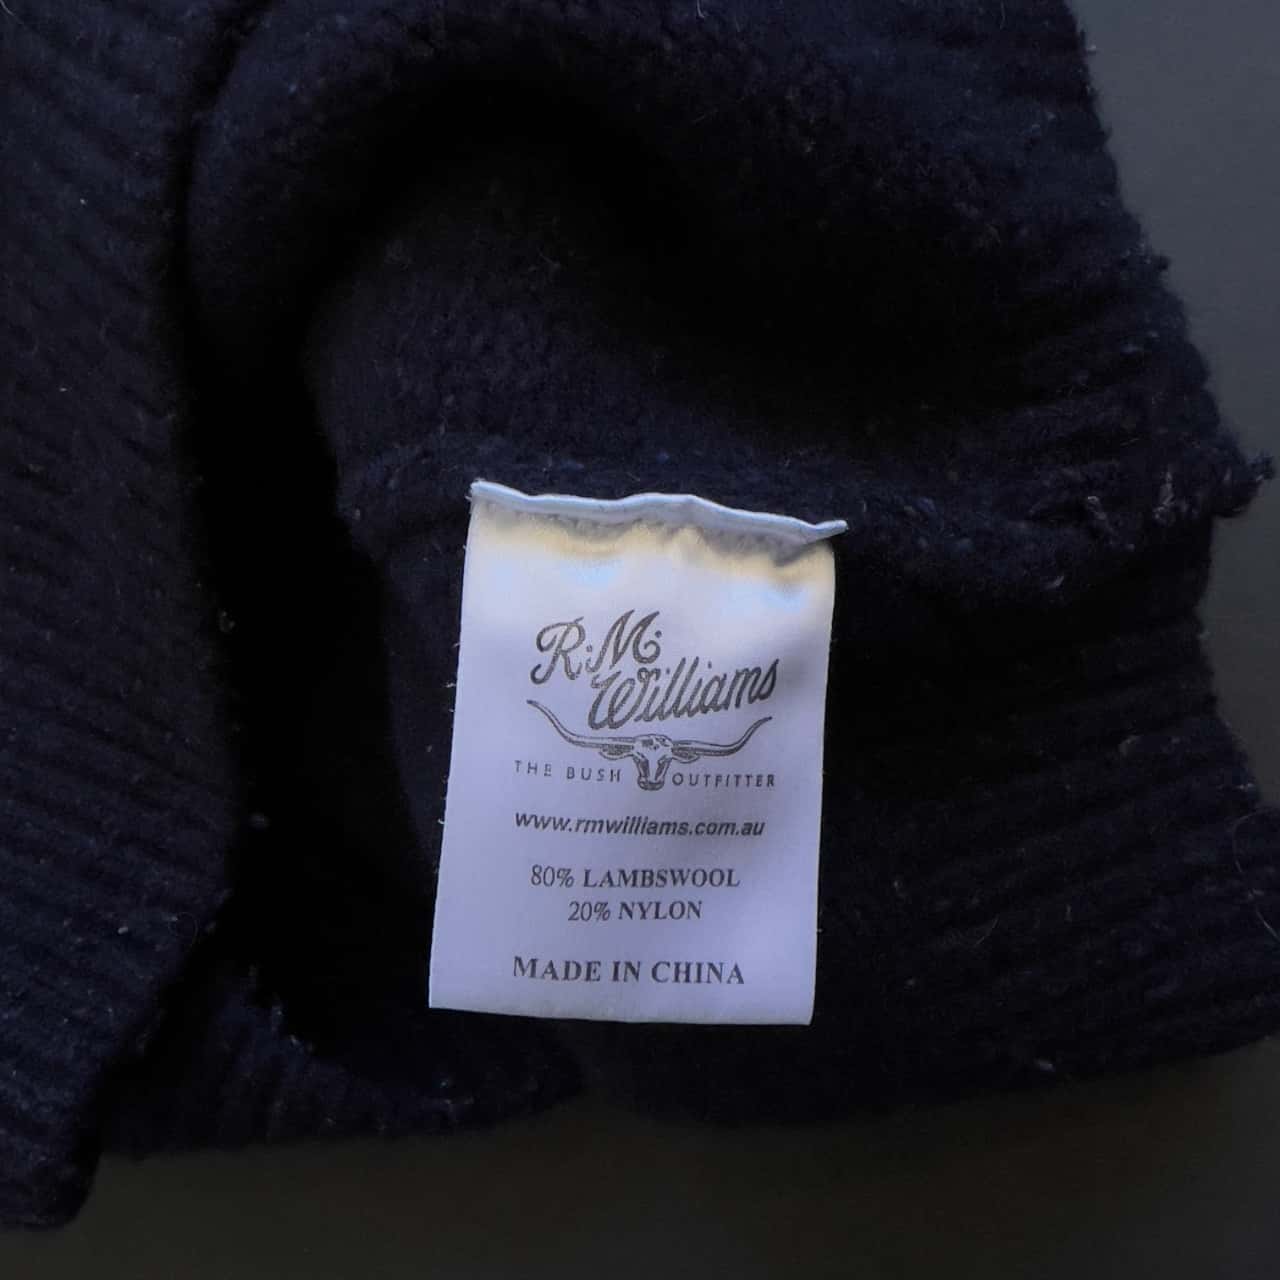 R.M.
Williams
THE BUSH OUTFITTER
www.rmwilliams.com.au
80% LAMBSWOOL
20% NYLON
MADE IN CHINA